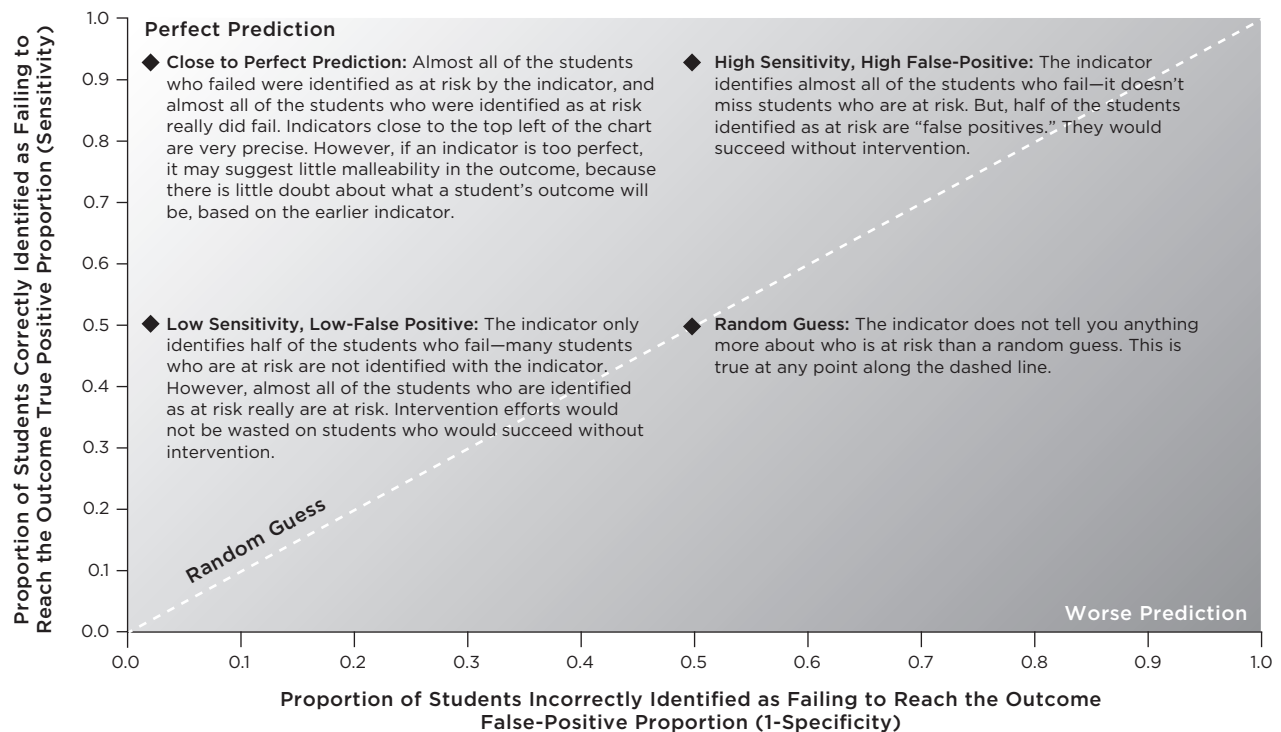 Proportion of Students Correctly Identified as Failing to
Reach the Outcome True Positive Proportion (Sensitivity)
1.0
0.9
0.8
0.7
0.6
0.5
0.4
0.3
0.2
0.1
0.0
Perfect Prediction
Close to Perfect Prediction: Almost all of the students
who failed were identified as at risk by the indicator, and
almost all of the students who were identified as at risk
really did fail. Indicators close to the top left of the chart
are very precise. However, if an indicator is too perfect,
it may suggest little malleability in the outcome, because
there is little doubt about what a student’s outcome will
be, based on the earlier indicator.
High Sensitivity, High False-Positive: The indicator
identifies almost all of the students who fail—it doesn’t
miss students who are at risk. But, half of the students
identified as at risk are “false positives.” They would
succeed without intervention.
Low Sensitivity, Low-False Positive: The indicator only
identifies half of the students who fail—many students
who are at risk are not identified with the indicator.
However, almost all of the students who are identified
as at risk really are at risk. Intervention efforts would
not be wasted on students who would succeed without
intervention.
Random Guess: The indicator does not tell you anything
more about who is at risk than a random guess. This is
true at any point along the dashed line.
Random Guess
Worse Prediction
0.0 0.1 0.2 0.3 0.4 0.5 0.6 0.7 0.8 0.9 1.0
Proportion of Students Incorrectly Identified as Failing to Reach the Outcome
False-Positive Proportion (1-Specificity)